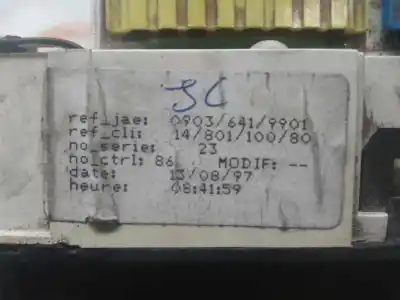 SC
ref_jae: 0903/641/9901
ref_cli: 14/801/100/80
no_serie: 23
no_ctrl: 86 MODIF: --
date: 13/08/97
heure: 08:41:59